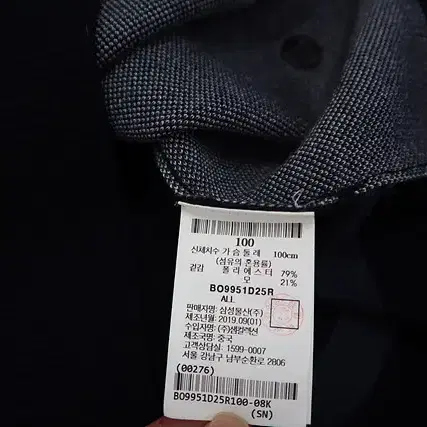 100
신체치수 가슴둘레 100cm
(섬유의 혼용률)
겉감 폴리에스터 79%
모 21%
BO9951D25R
ALL
판매자명: 삼성물산(주)
제조년월: 2019.09(01)
수입자명: (주)샘컬렉션
제조국명: 중국
고객상담실: 1599-0007
서울 강남구 남부순환로 2806
(00276)
BO9951D25R100-08K
(SN)